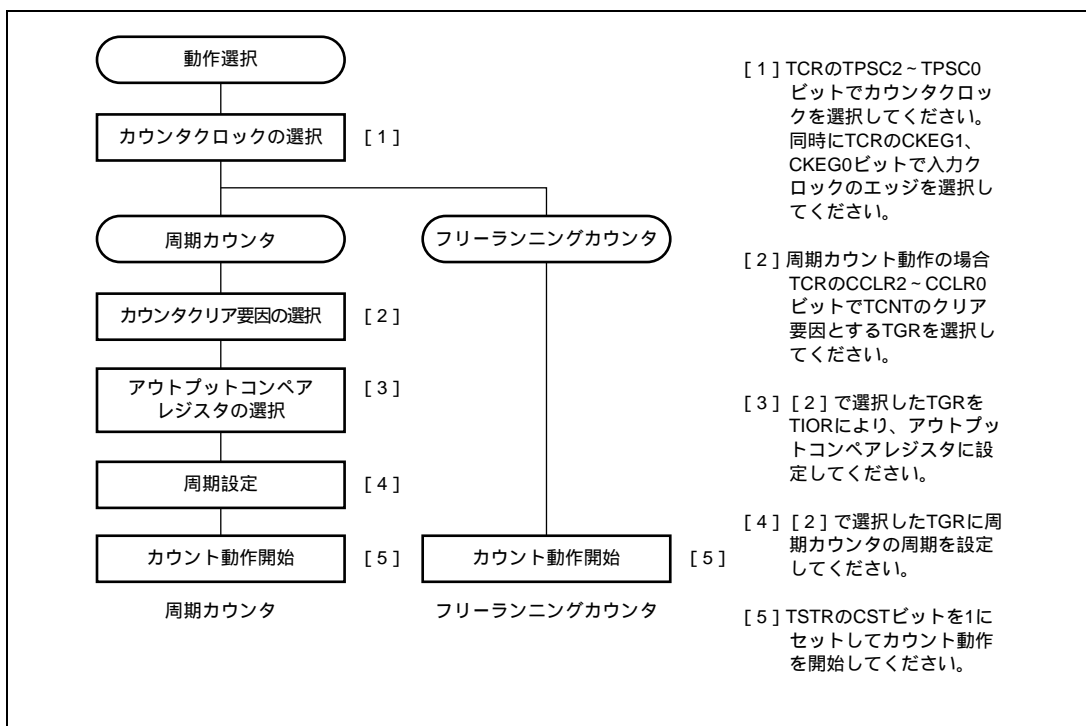 動作選択
カウンタクロックの選択 [1]
周期カウンタ
フリーランニングカウンタ
カウンタクリア要因の選択 [2]
アウトプットコンペア
レジスタの選択 [3]
周期設定 [4]
カウント動作開始 [5]
カウント動作開始 [5]
周期カウンタ
フリーランニングカウンタ
[1] TCRのTPSC2~TPSC0
ビットでカウンタクロッ
クを選択してください。
同時にTCRのCKEG1、
CKEG0ビットで入力ク
ロックのエッジを選択し
てください。
[2] 周期カウント動作の場合
TCRのCCLR2~CCLR0
ビットでTCNTのクリア
要因とするTGRを選択し
てください。
[3] [2]で選択したTGRを
TIORにより、アウトプッ
トコンペアレジスタに設
定してください。
[4] [2]で選択したTGRに周
期カウンタの周期を設定
してください。
[5] TSTRのCSTビットを1に
セットしてカウント動作
を開始してください。